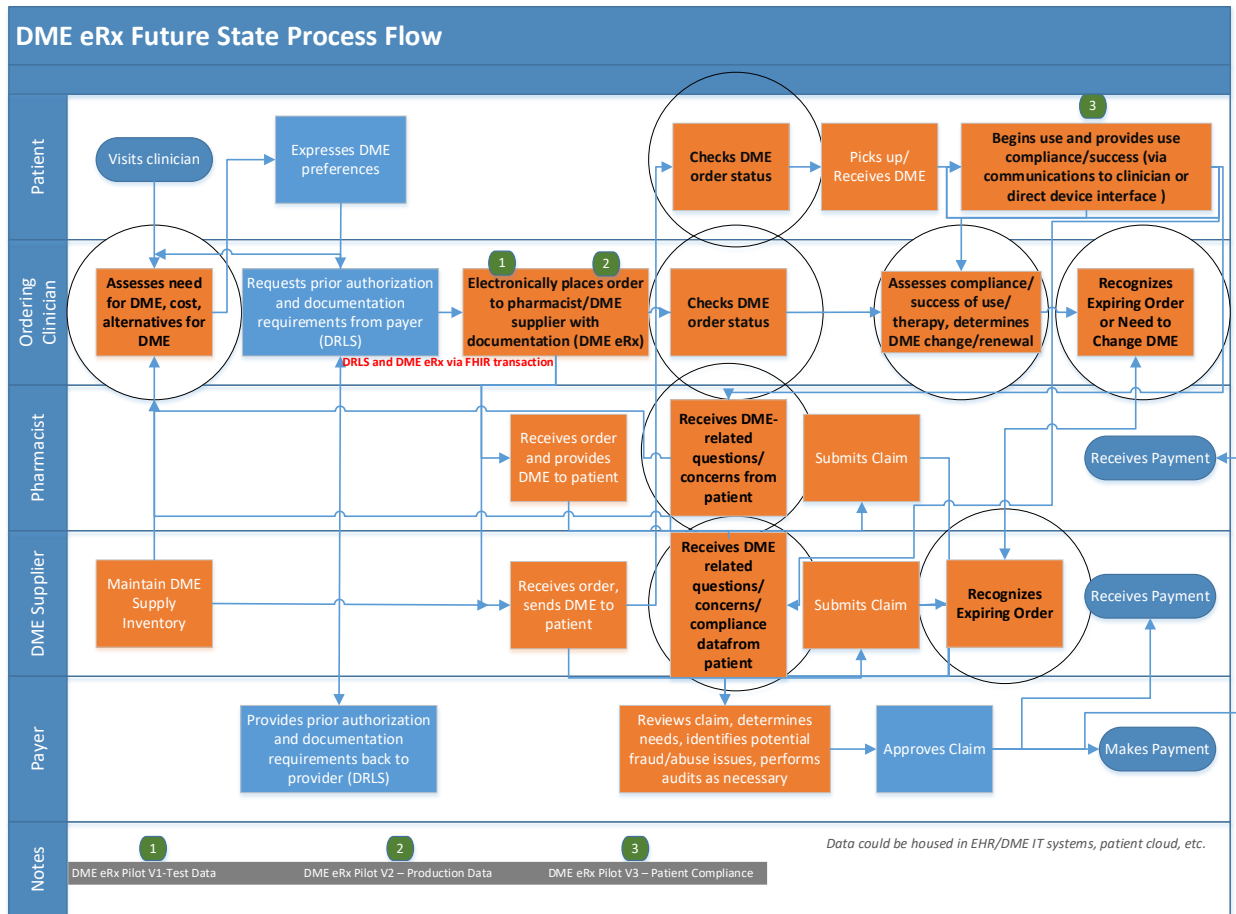 DME eRx Future State Process Flow
Patient
Visits clinician
Expresses DME
preferences
Checks DME
order status
Picks up/
Receives DME
3
Begins use and provides use
compliance/success (via
communications to clinician or
direct device interface )
Ordering
Clinician
Assesses need
for DME, cost,
alternatives for
DME
Requests prior authorization
and documentation
requirements from payer
(DRLS)
1
2
Electronically places order
to pharmacist/DME
supplier with
documentation (DME eRx)
DRLS and DME eRx via FHIR transaction
Checks DME
order status
Assesses compliance/
success of use/
therapy, determines
DME change/renewal
Recognizes
Expiring Order
or Need to
Change DME
Pharmacist
Receives order
and provides
DME to patient
Receives DME-
related
questions/
concerns from
patient
Submits Claim
Receives Payment
DME Supplier
Maintain DME
Supply
Inventory
Receives order,
sends DME to
patient
Receives DME
related
questions/
concerns/
compliance
datafrom
patient
Submits Claim
Recognizes
Expiring Order
Receives Payment
Payer
Provides prior authorization
and documentation
requirements back to
provider (DRLS)
Reviews claim, determines
needs, identifies potential
fraud/abuse issues, performs
audits as necessary
Approves Claim
Makes Payment
Notes
1
2
3
DME eRx Pilot V1-Test Data
DME eRx Pilot V2 – Production Data
DME eRx Pilot V3 – Patient Compliance
Data could be housed in EHR/DME IT systems, patient cloud, etc.